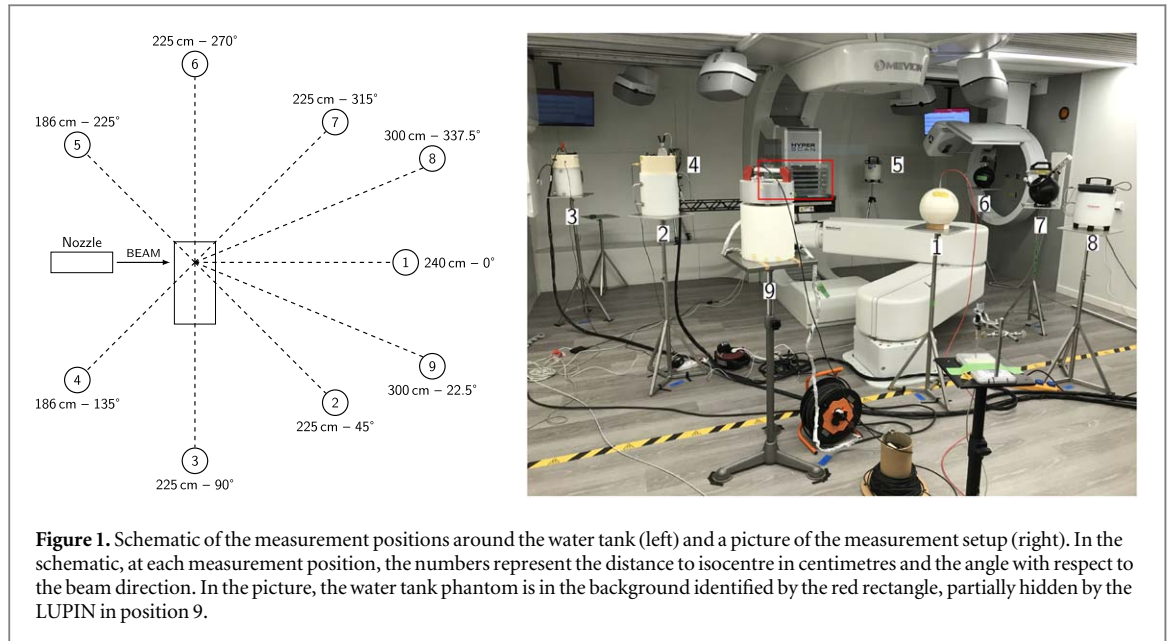 225 cm – 270°
6
225 cm – 315°
7
186 cm – 225°
5
300 cm – 337.5°
8
Nozzle
BEAM
1
240 cm – 0°
4
186 cm – 135°
9
300 cm – 22.5°
2
225 cm – 45°
3
225 cm – 90°
MEVION
HYPER
SCAN
4
5
3
2
6
7
1
8
9
Figure 1. Schematic of the measurement positions around the water tank (left) and a picture of the measurement setup (right). In the
schematic, at each measurement position, the numbers represent the distance to isocentre in centimetres and the angle with respect to
the beam direction. In the picture, the water tank phantom is in the background identified by the red rectangle, partially hidden by the
LUPIN in position 9.